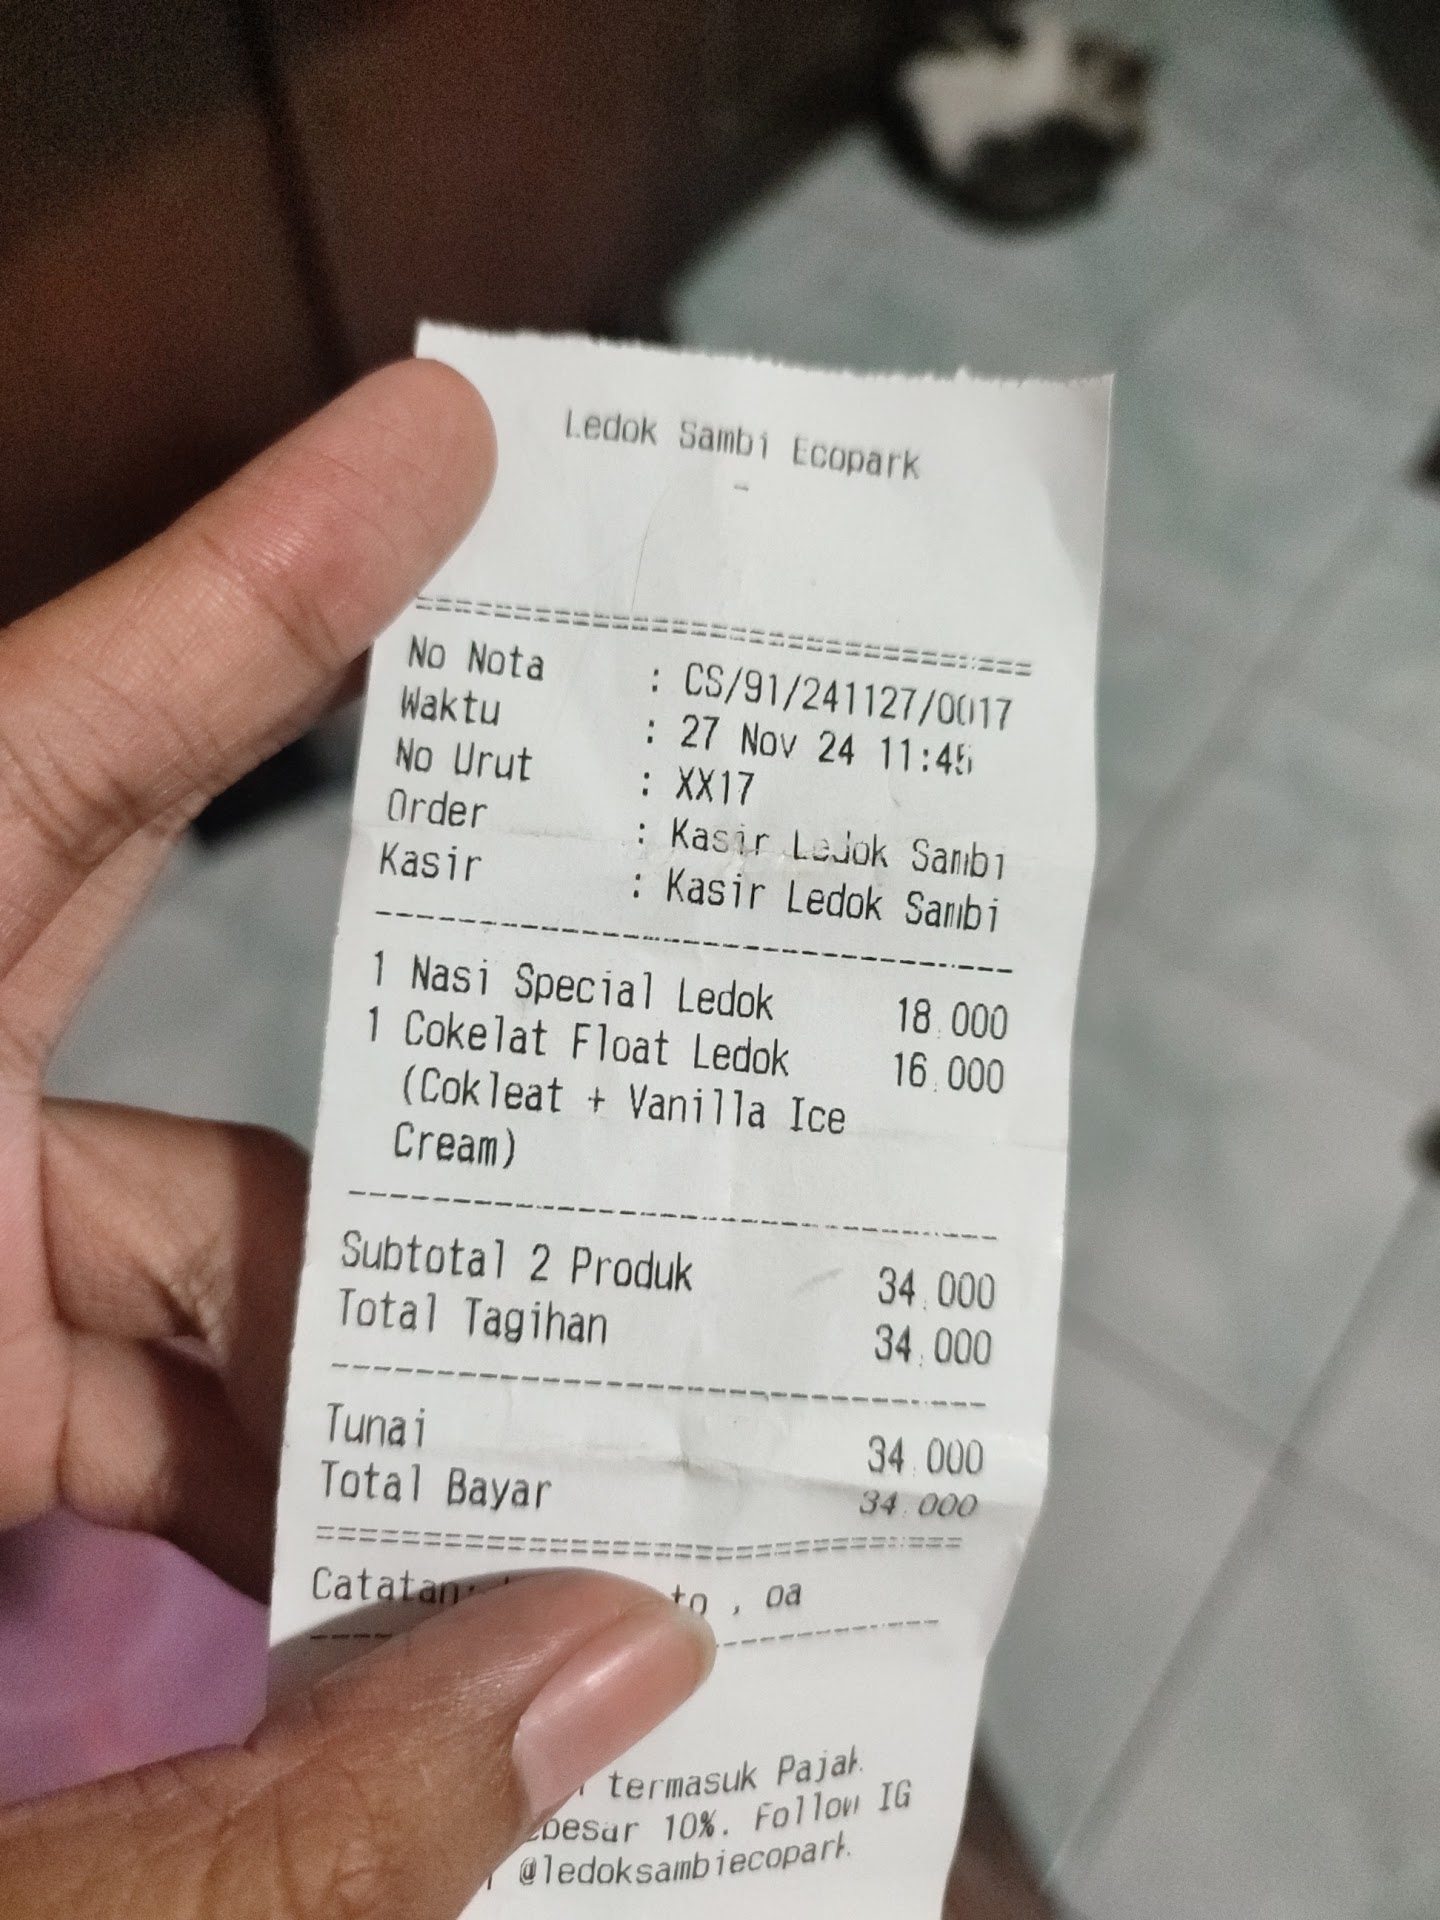 Ledok Sambi Ecopark
-
No Nota : CS/91/241127/0017
Waktu : 27 Nov 24 11:45
No Urut : XX17
Order : Kasir Ledok Sambi
Kasir : Kasir Ledok Sambi
1 Nasi Special Ledok 18.000
1 Cokelat Float Ledok 16.000
(Cokleat + Vanilla Ice
Cream)
Subtotal 2 Produk 34.000
Total Tagihan 34.000
Tunai 34.000
Total Bayar 34.000
Catatan: , oa
termasuk Pajak
10%. Follow IG
@ledoksambiecopark